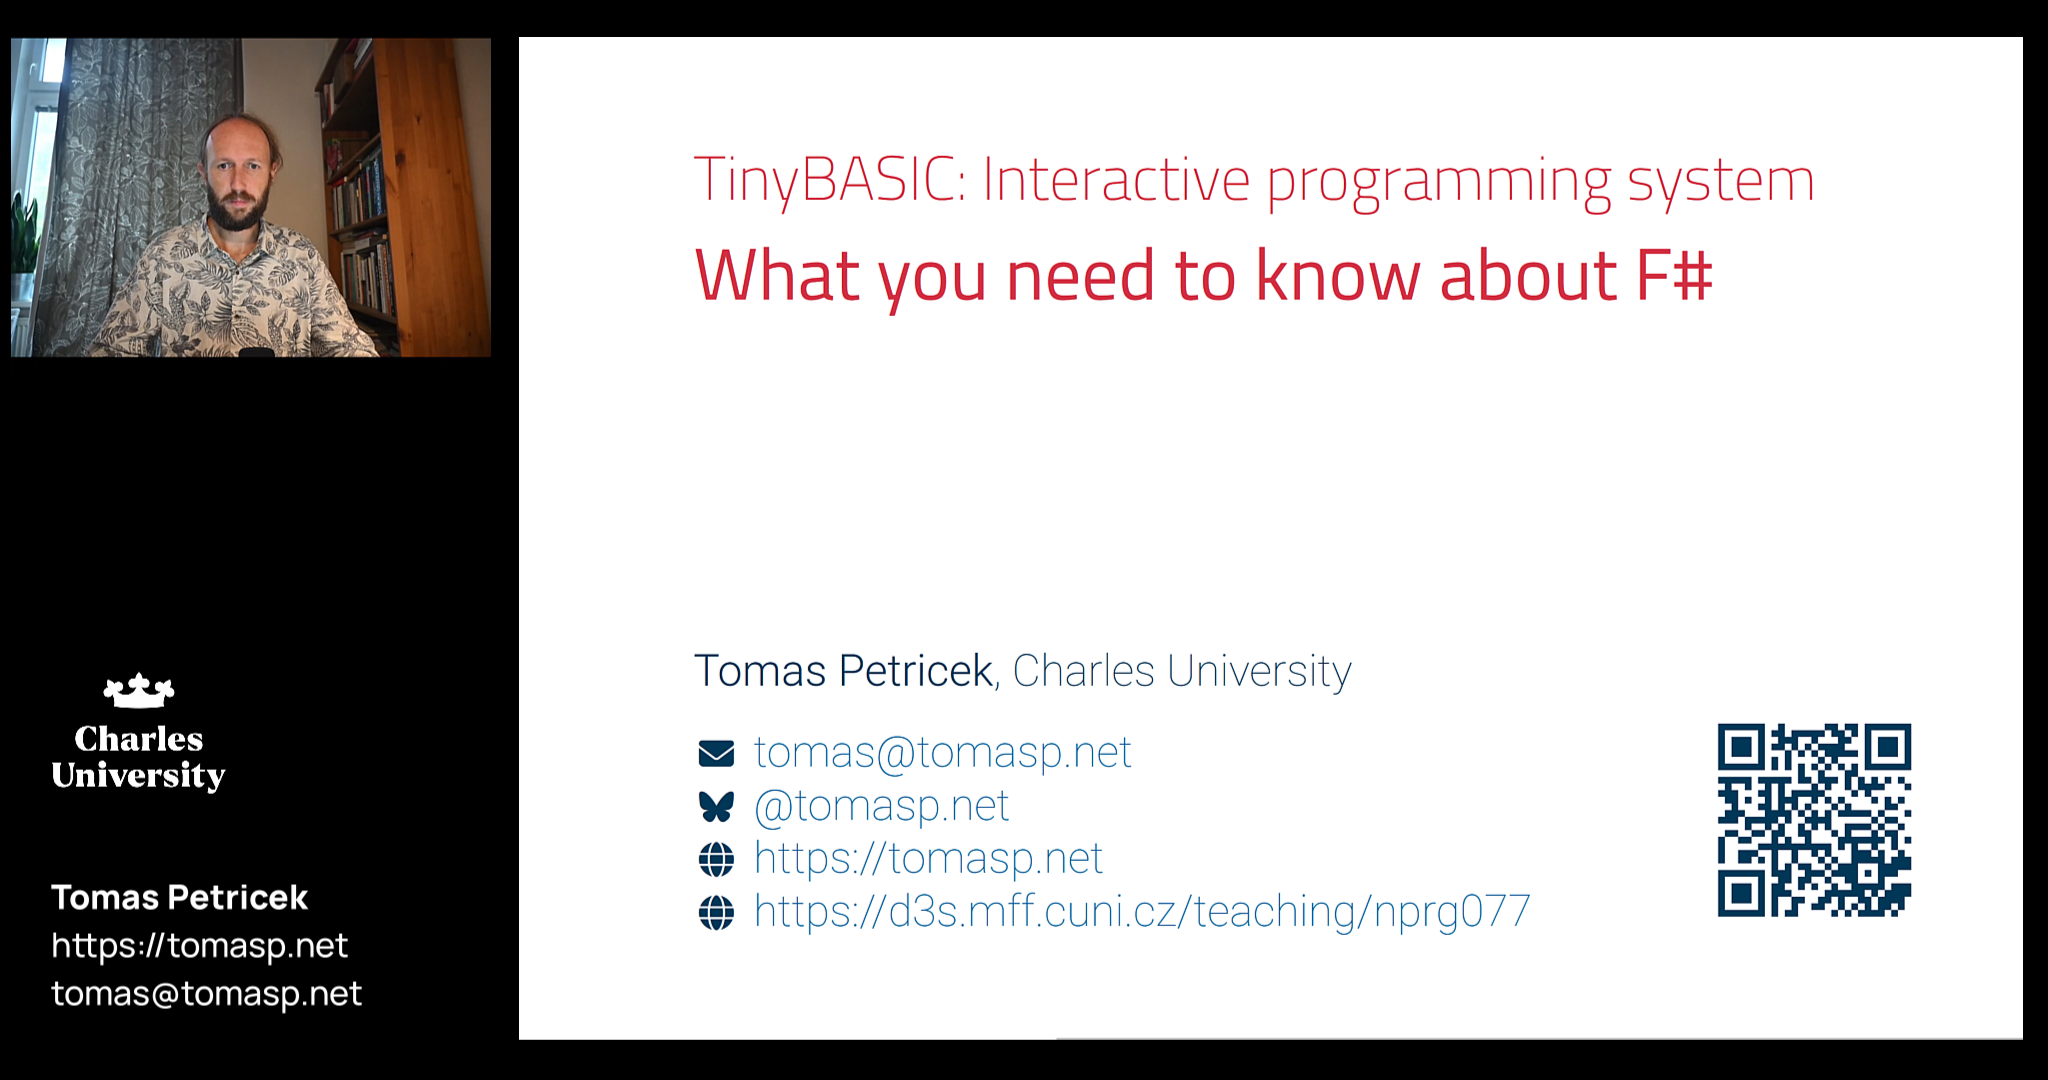 TinyBASIC: Interactive programming system
What you need to know about F#
Tomas Petricek, Charles University
tomas@tomasp.net
@tomasp.net
https://tomasp.net
https://d3s.mff.cuni.cz/teaching/nprg077
Charles
University
Tomas Petricek
https://tomasp.net
tomas@tomasp.net